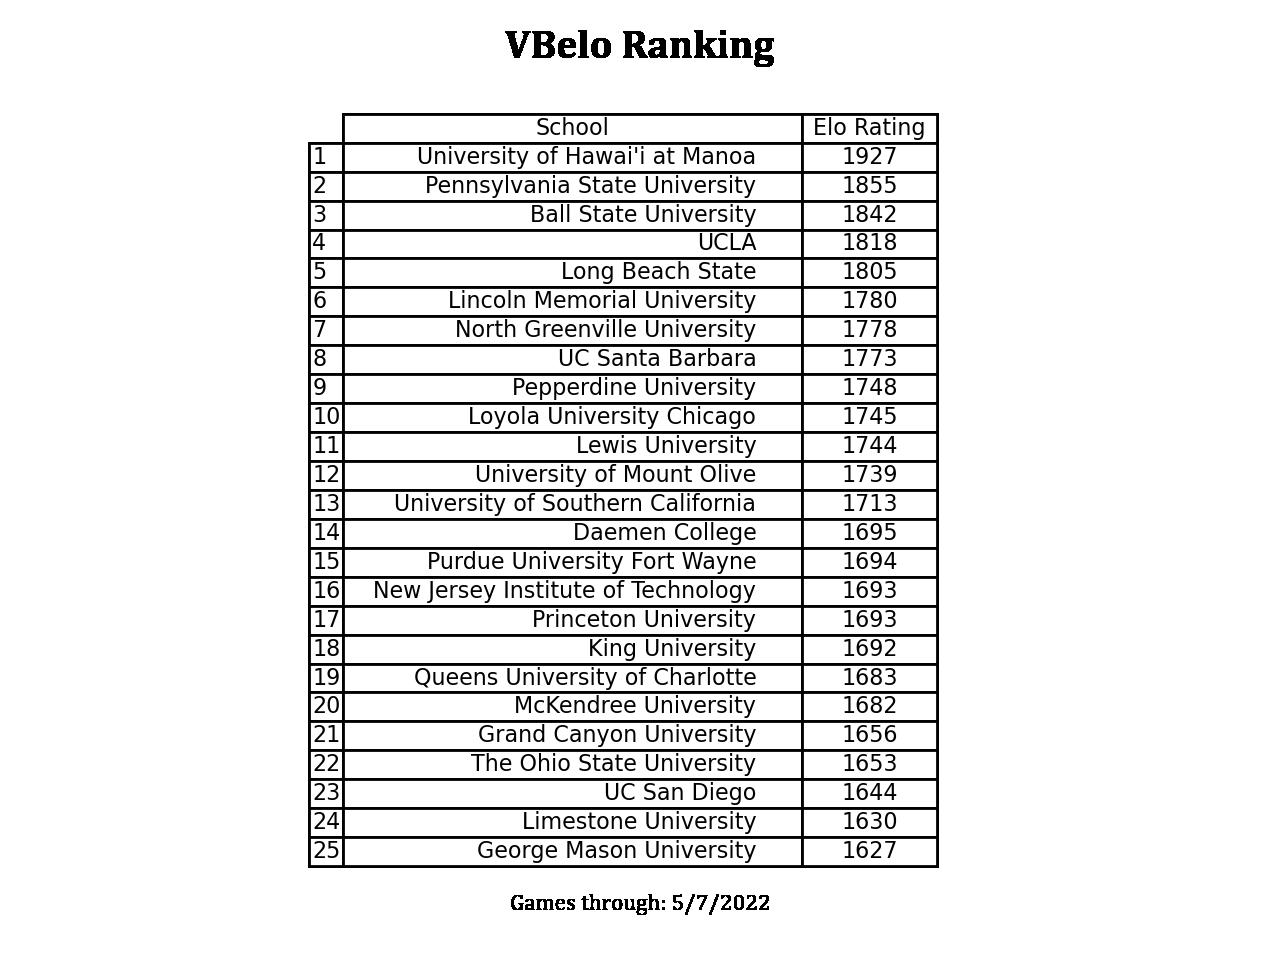 VBelo Ranking
School Elo Rating
1 University of Hawai'i at Manoa 1927
2 Pennsylvania State University 1855
3 Ball State University 1842
4 UCLA 1818
5 Long Beach State 1805
6 Lincoln Memorial University 1780
7 North Greenville University 1778
8 UC Santa Barbara 1773
9 Pepperdine University 1748
10 Loyola University Chicago 1745
11 Lewis University 1744
12 University of Mount Olive 1739
13 University of Southern California 1713
14 Daemen College 1695
15 Purdue University Fort Wayne 1694
16 New Jersey Institute of Technology 1693
17 Princeton University 1693
18 King University 1692
19 Queens University of Charlotte 1683
20 McKendree University 1682
21 Grand Canyon University 1656
22 The Ohio State University 1653
23 UC San Diego 1644
24 Limestone University 1630
25 George Mason University 1627
Games through: 5/7/2022